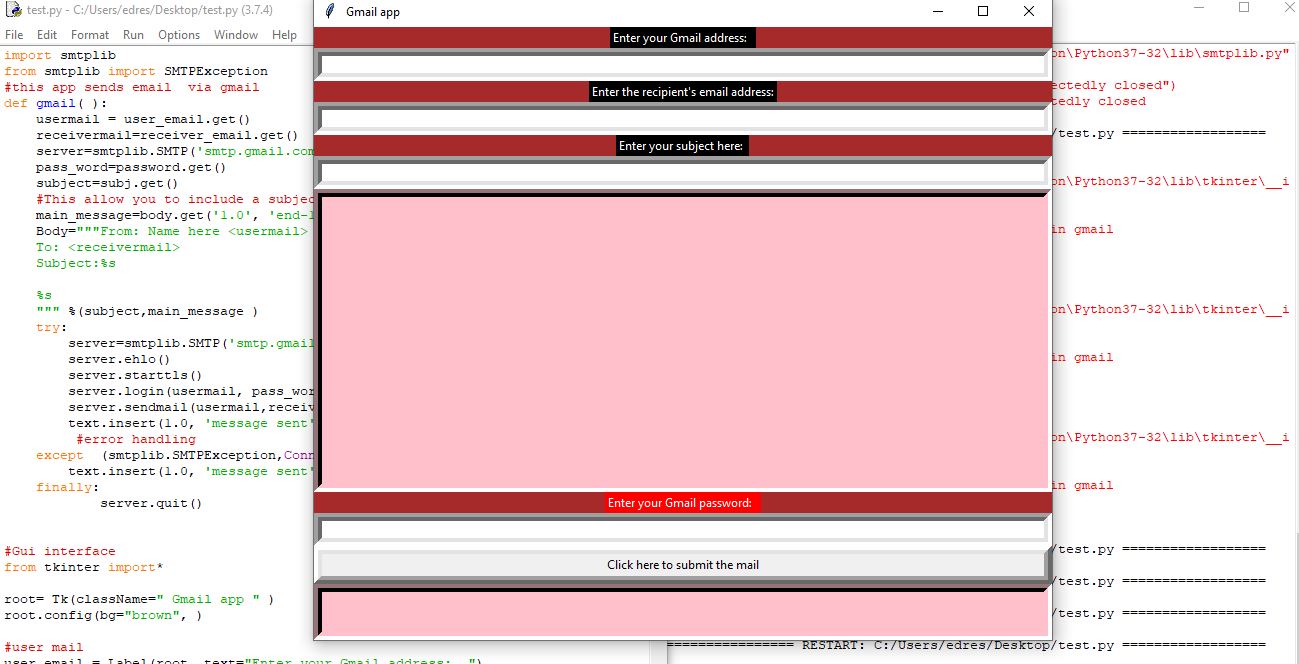 test.py - C:/Users/edres/Desktop/test.py (3.7.4)
File Edit Format Run Options Window Help
import smtplib
from smtplib import SMTPException
#this app sends email  via gmail
def gmail( ):
    usermail = user_email.get()
    receivermail=receiver_email.get()
    server=smtplib.SMTP('smtp.gmail.com
    pass_word=password.get()
    subject=subj.get()
    #This allow you to include a subjec
    main_message=body.get('1.0', 'end-1
    Body="""From: Name here <usermail>
    To: <receivermail>
    Subject:%s
    %s
    """ %(subject,main_message )
    try:
        server=smtplib.SMTP('smtp.gmail
        server.ehlo()
        server.starttls()
        server.login(usermail, pass_wor
        server.sendmail(usermail,receiv
        text.insert(1.0, 'message sent'
         #error handling
    except  (smtplib.SMTPException,Conn
        text.insert(1.0, 'message sent'
    finally:
            server.quit()
#Gui interface
from tkinter import*
root= Tk(className=" Gmail app " )
root.config(bg="brown", )
#user mail
user_email = Label(root, text="Enter your Gmail address:  ")
Gmail app
Enter your Gmail address:
Enter the recipient's email address:
Enter your subject here:
Enter your Gmail password:
Click here to submit the mail
on\Python37-32\lib\smtplib.py"
ectedly closed")
tedly closed
/test.py ==================
on\Python37-32\lib\tkinter\__i
in gmail
on\Python37-32\lib\tkinter\__i
in gmail
on\Python37-32\lib\tkinter\__i
in gmail
/test.py ==================
/test.py ==================
/test.py ==================
================ RESTART: C:/Users/edres/Desktop/test.py ==================